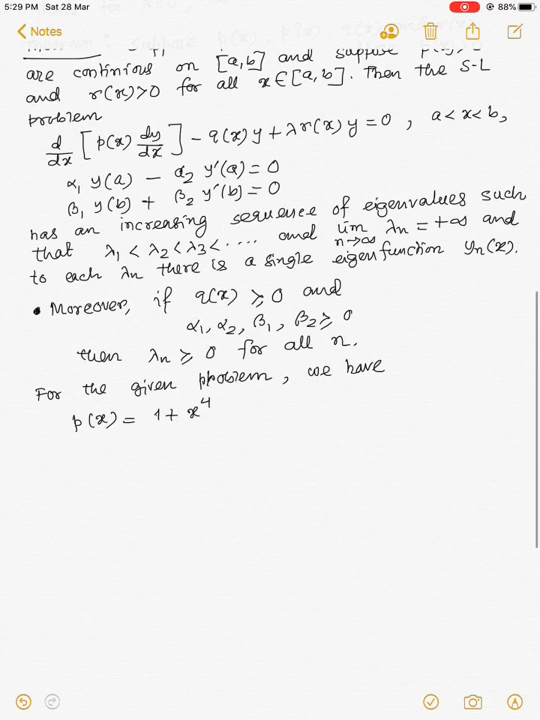 5:29 PM Sat 28 Mar
88%
Notes
are continious on [a,b] and suppose
and r(x)>0 for all x∈[a,b]. Then the S-L
problem
d/dx [p(x) dy/dx] − q(x)y + λr(x)y = 0, a<x<b,
α₁ y(a) − α₂ y'(a) = 0
β₁ y(b) + β₂ y'(b) = 0
has an increasing sequence of eigenvalues such
that λ₁<λ₂<λ₃<.... and lim n→∞ λn = +∞ and
to each λn there is a single eigenfunction yn(x).
• Moreover, if q(x) ⩾ 0 and
α₁, α₂, β₁, β₂ ⩾ 0
then λn ⩾ 0 for all n.
For the given problem, we have
p(x) = 1 + x⁴